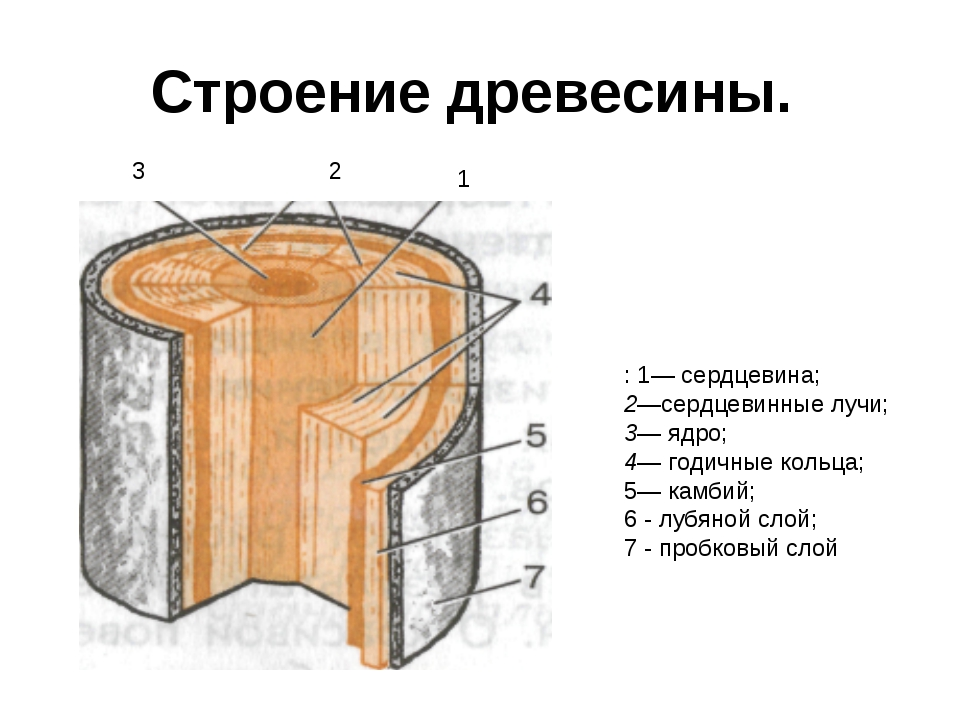 Строение древесины.
3 2 1
4
: 1— сердцевина;
2—сердцевинные лучи;
3— ядро;
4— годичные кольца;
5— камбий;
6 - лубяной слой;
7 - пробковый слой
5
6
7